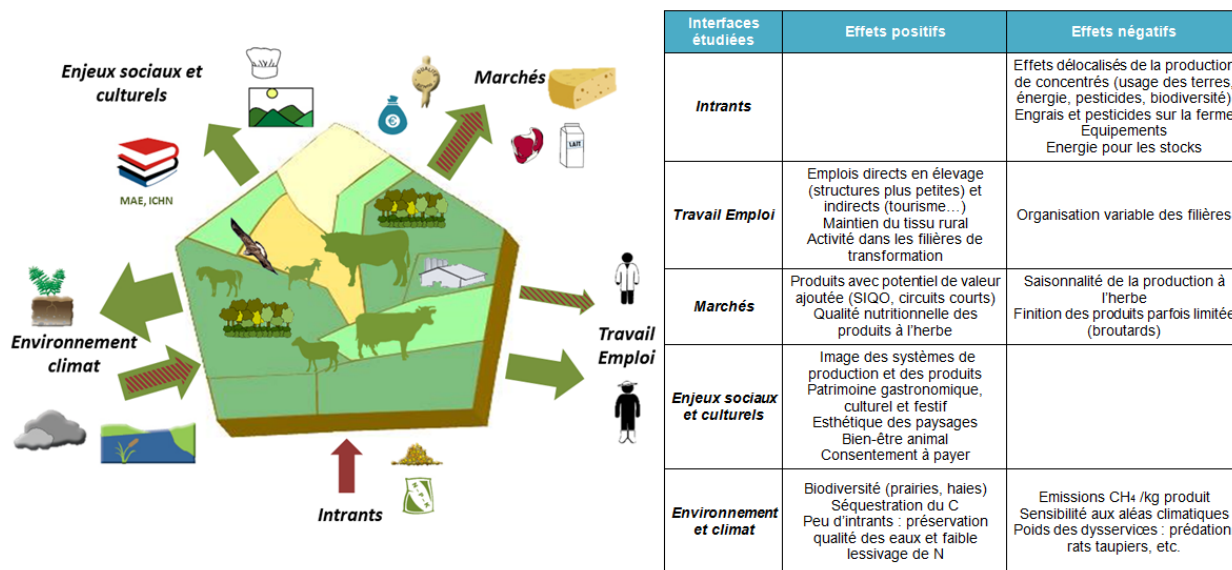 Enjeux sociaux et
culturels
Marchés
LAIT
MAE, ICHN
Environnement
climat
Travail
Emploi
Intrants
N-P-K
Interfaces
étudiées
Effets positifs
Effets négatifs
Intrants
Effets délocalisés de la production
de concentrés (usage des terres,
énergie, pesticides, biodiversité)
Engrais et pesticides sur la ferme
Equipements
Energie pour les stocks
Travail Emploi
Emplois directs en élevage
(structures plus petites) et
indirects (tourisme…)
Maintien du tissu rural
Activité dans les filières de
transformation
Organisation variable des filières
Marchés
Produits avec potentiel de valeur
ajoutée (SIQO, circuits courts)
Qualité nutritionnelle des
produits à l’herbe
Saisonnalité de la production à
l’herbe
Finition des produits parfois limitée
(broutards)
Enjeux sociaux
et culturels
Image des systèmes de
production et des produits
Patrimoine gastronomique,
culturel et festif
Esthétique des paysages
Bien-être animal
Consentement à payer
Environnement
et climat
Biodiversité (prairies, haies)
Séquestration du C
Peu d’intrants : préservation
qualité des eaux et faible
lessivage de N
Emissions CH₄ /kg produit
Sensibilité aux aléas climatiques
Poids des dysservices : prédation
rats taupiers, etc.